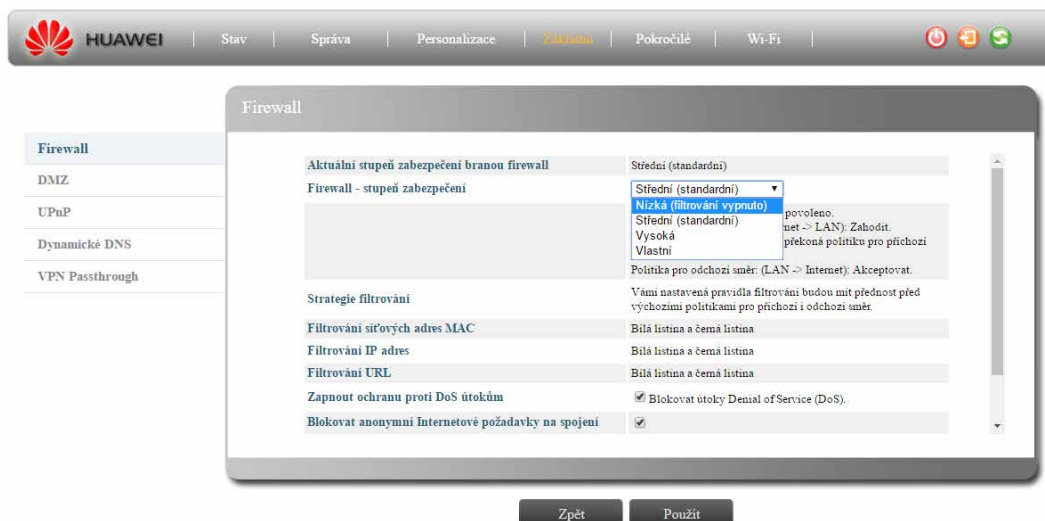 HUAWEI | Stav | Správa | Personalizace | Základní | Pokročilé | Wi-Fi |
Firewall
Firewall
DMZ
UPnP
Dynamické DNS
VPN Passthrough
Aktuální stupeň zabezpečení branou firewall Střední (standardní)
Firewall - stupeň zabezpečení Střední (standardní)
Nízká (filtrování vypnuto)
Střední (standardní)
Vysoká
Vlastní
povoleno.
net -> LAN): Zahodit.
překoná politiku pro příchozí
Politika pro odchozí směr: (LAN -> Internet): Akceptovat.
Strategie filtrování Vámi nastavená pravidla filtrování budou mít přednost před
výchozími politikami pro příchozí i odchozí směr.
Filtrování síťových adres MAC Bílá listina a černá listina
Filtrování IP adres Bílá listina a černá listina
Filtrování URL Bílá listina a černá listina
Zapnout ochranu proti DoS útokům Blokovat útoky Denial of Service (DoS).
Blokovat anonymní Internetové požadavky na spojení
Zpět Použít